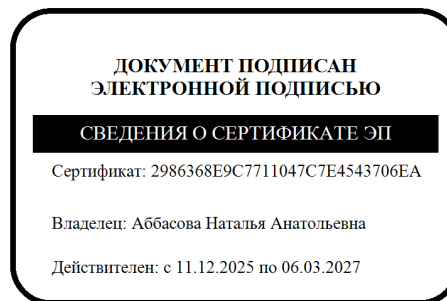 ДОКУМЕНТ ПОДПИСАН
ЭЛЕКТРОННОЙ ПОДПИСЬЮ
СВЕДЕНИЯ О СЕРТИФИКАТЕ ЭП
Сертификат: 2986368E9C7711047C7E4543706EA
Владелец: Аббасова Наталья Анатольевна
Действителен: с 11.12.2025 по 06.03.2027